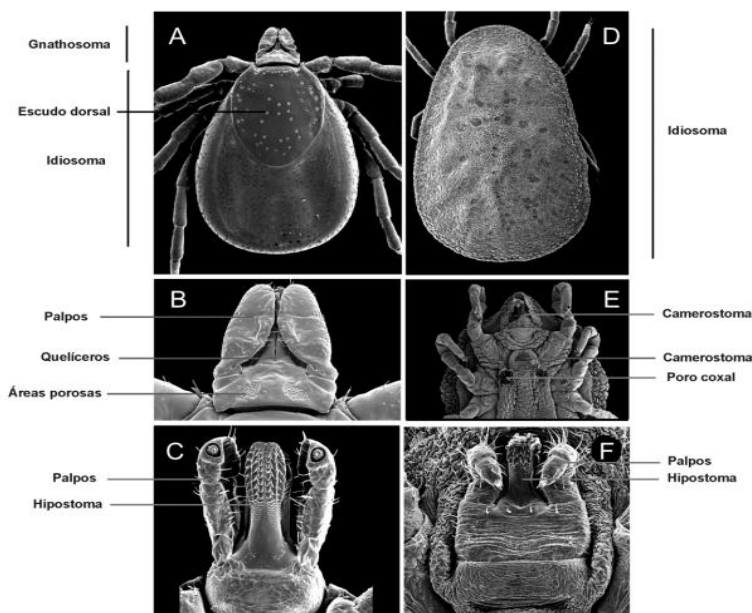 Gnathosoma
Escudo dorsal
Idiosoma
A
D
Idiosoma
Palpos
Quelíceros
Áreas porosas
B
E
Camerostoma
Camerostoma
Poro coxal
Palpos
Hipostoma
C
F
Palpos
Hipostoma